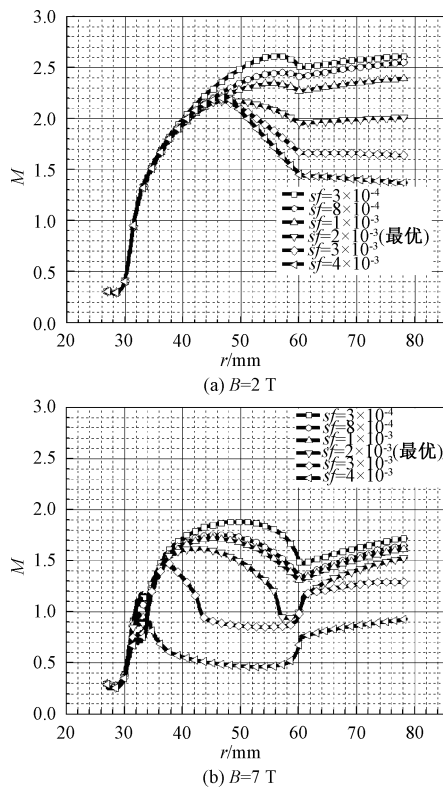 3.0
2.5
2.0
1.5
1.0
0.5
0.0
M
sf=3×10-4
sf=8×10-4
sf=1×10-3
sf=2×10-3(最优)
sf=3×10-3
sf=4×10-3
20 30 40 50 60 70 80
r/mm
(a) B=2 T
3.0
2.5
2.0
1.5
1.0
0.5
0.0
M
sf=3×10-4
sf=8×10-4
sf=1×10-3
sf=2×10-3(最优)
sf=3×10-3
sf=4×10-3
20 30 40 50 60 70 80
r/mm
(b) B=7 T